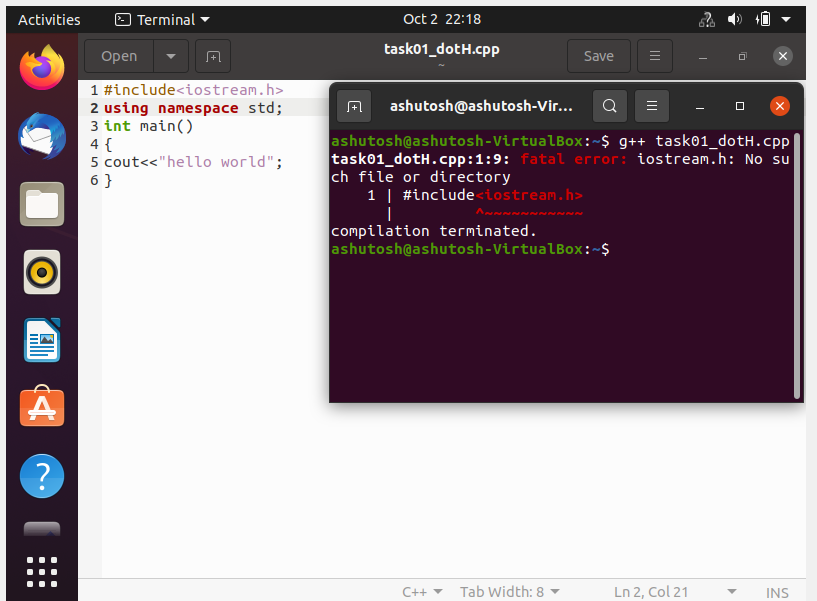 Activities Terminal Oct 2 22:18
Open task01_dotH.cpp Save
~
1 #include<iostream.h>
2 using namespace std;
3 int main()
4 {
5 cout<<"hello world";
6 }
ashutosh@ashutosh-Vir...
ashutosh@ashutosh-VirtualBox:~$ g++ task01_dotH.cpp
task01_dotH.cpp:1:9: fatal error: iostream.h: No su
ch file or directory
1 | #include<iostream.h>
| ^~~~~~~~~~~~
compilation terminated.
ashutosh@ashutosh-VirtualBox:~$
C++ Tab Width: 8 Ln 2, Col 21 INS